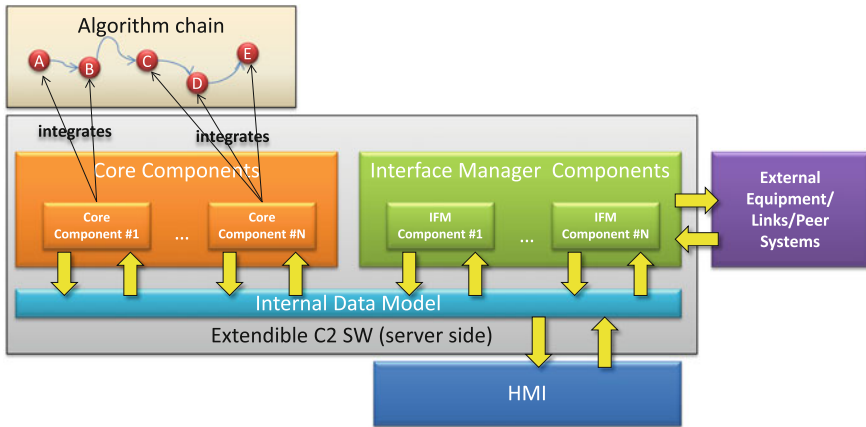 Algorithm chain
A
B
C
D
E
integrates
integrates
Core Components
Interface Manager Components
Core
Component #1
...
Core
Component #N
IFM
Component #1
...
IFM
Component #N
External
Equipment/
Links/Peer
Systems
Internal Data Model
Extendible C2 SW (server side)
HMI